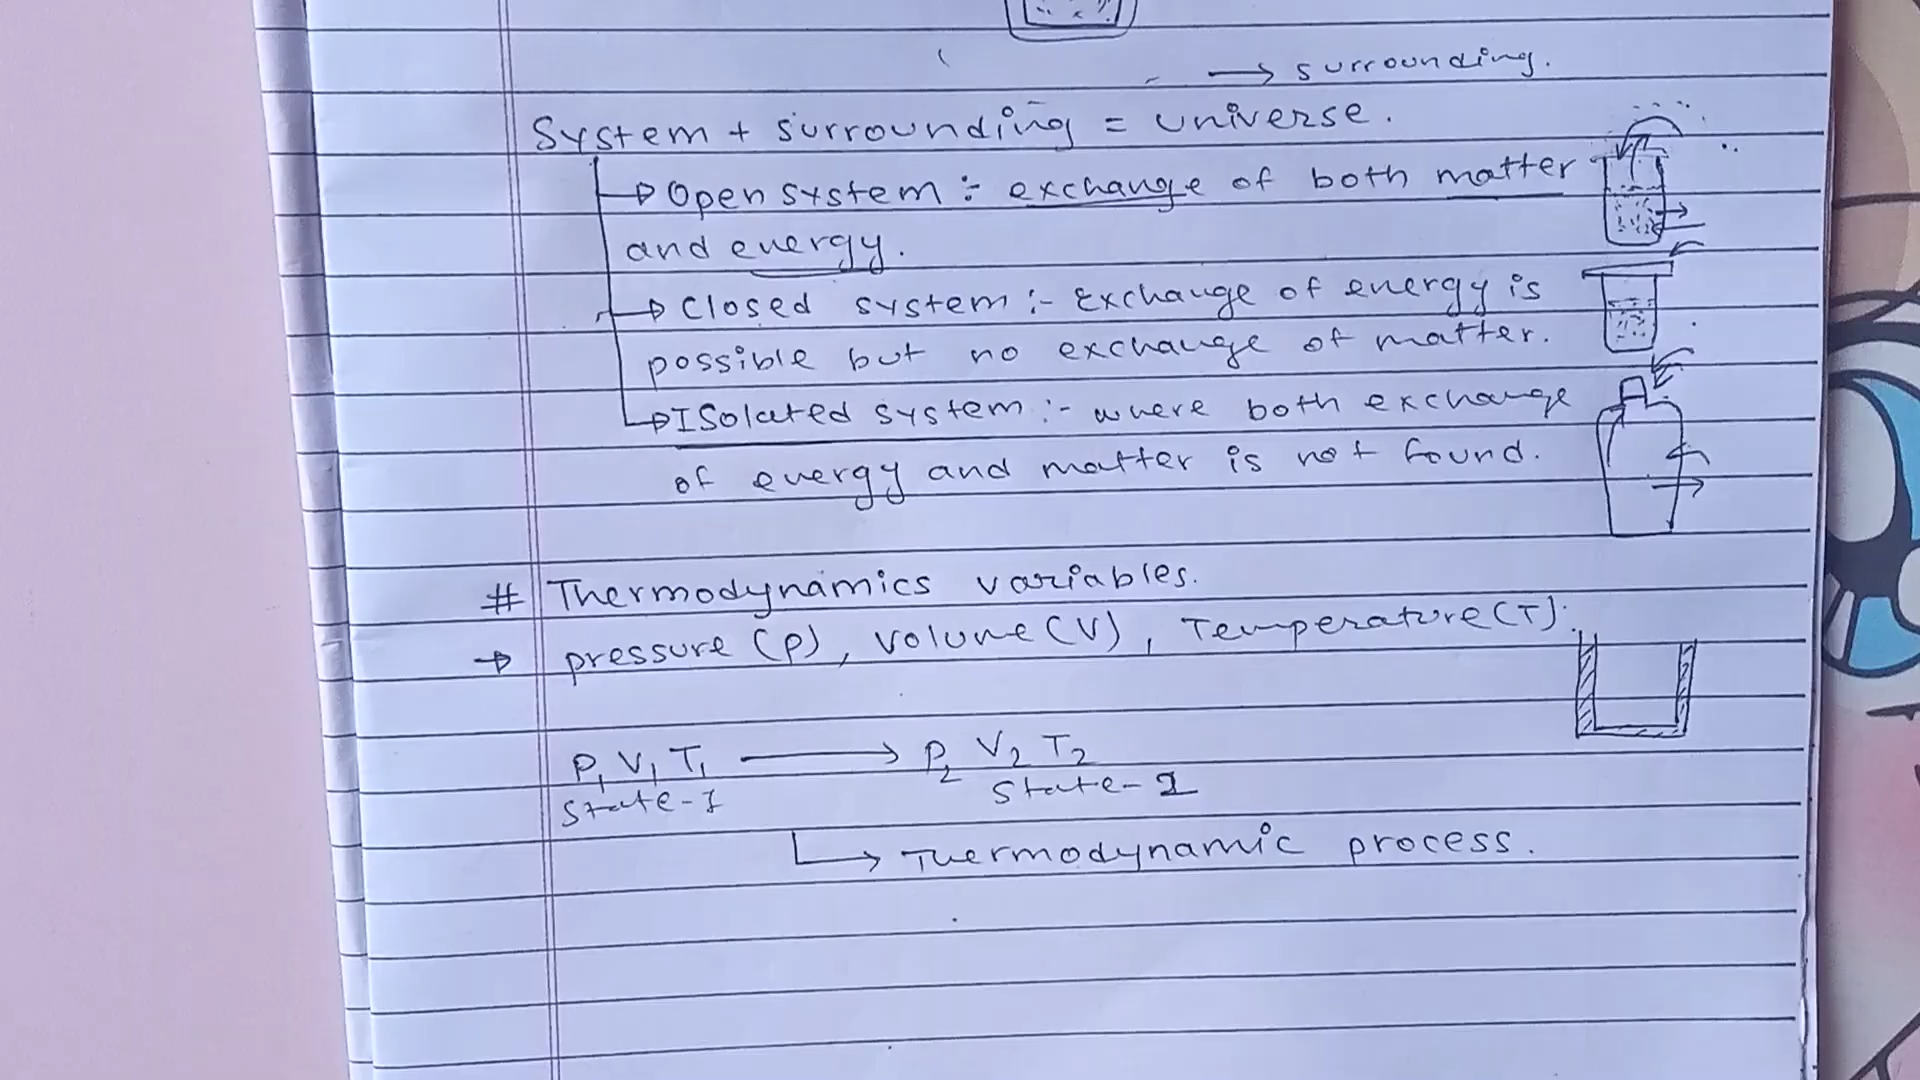 → surrounding.
System + surrounding = universe.
→ Open system :- exchange of both matter
and energy.
→ Closed system :- Exchange of energy is
possible but no exchange of matter.
→ ISolated system :- where both exchange
of energy and matter is not found.
# Thermodynamics variables.
→ pressure (P), Volume (V), Temperature (T).
P₁ V₁ T₁ → P₂ V₂ T₂
State-1 State-2
→ Thermodynamic process.